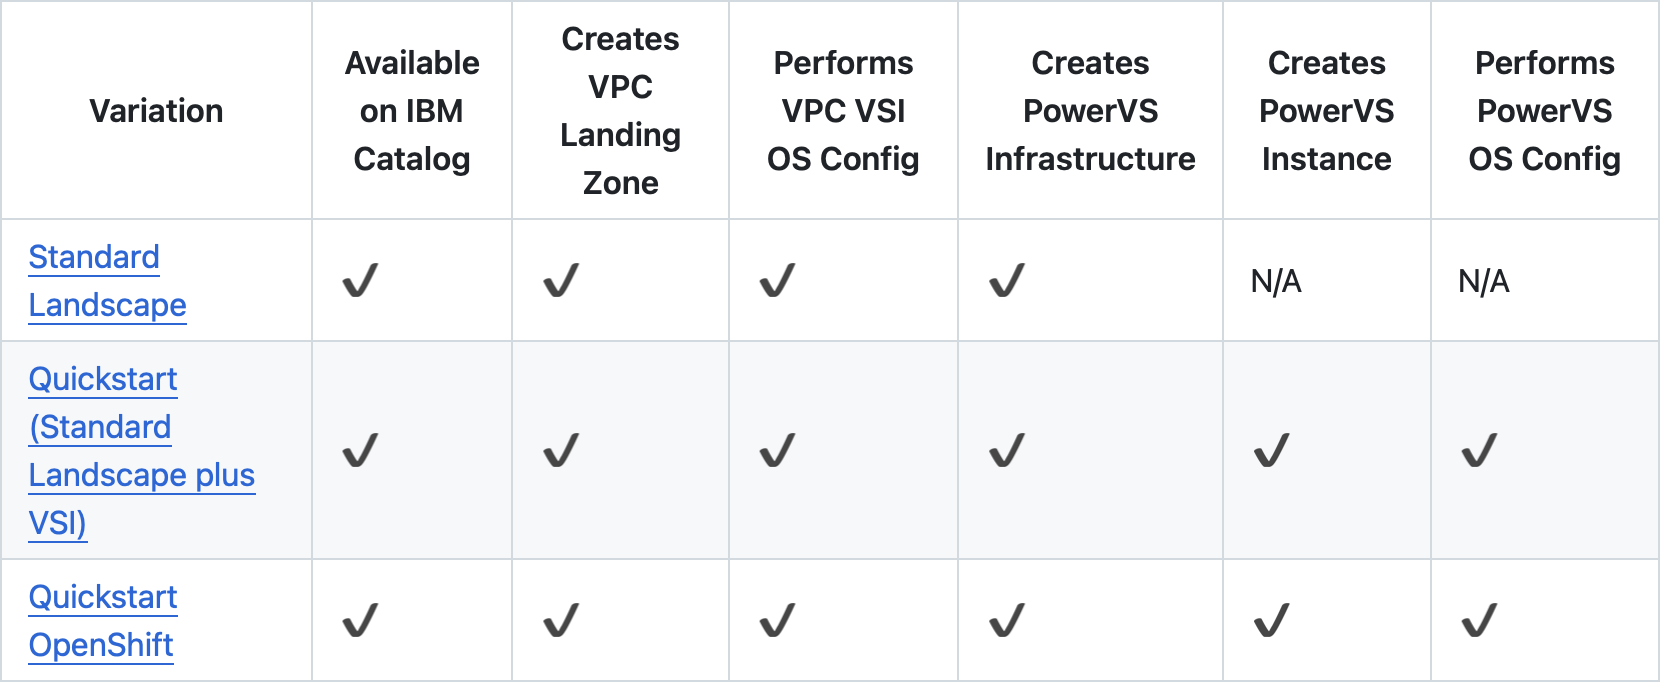 Variation
Available
on IBM
Catalog
Creates
VPC
Landing
Zone
Performs
VPC VSI
OS Config
Creates
PowerVS
Infrastructure
Creates
PowerVS
Instance
Performs
PowerVS
OS Config
Standard
Landscape
✔
✔
✔
✔
N/A
N/A
Quickstart
(Standard
Landscape plus
VSI)
✔
✔
✔
✔
✔
✔
Quickstart
OpenShift
✔
✔
✔
✔
✔
✔